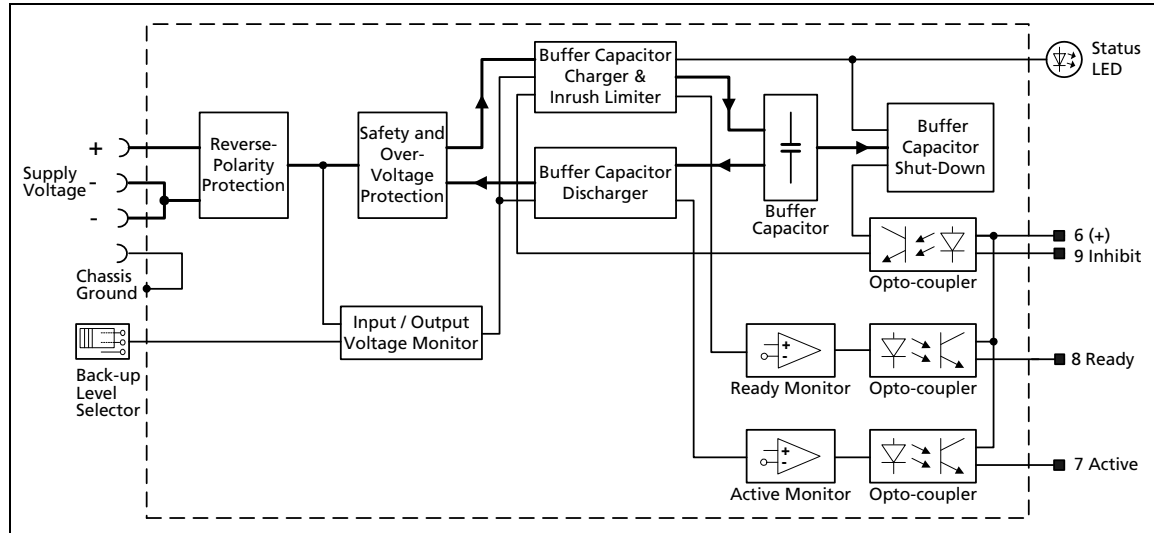 Buffer Capacitor
Charger &
Inrush Limiter
Status
LED
+
Supply
Voltage
-
-
Reverse-
Polarity
Protection
Safety and
Over-
Voltage
Protection
Buffer Capacitor
Discharger
Buffer
Capacitor
Buffer
Capacitor
Shut-Down
Chassis
Ground
6 (+)
9 Inhibit
Opto-coupler
Input / Output
Voltage Monitor
Back-up
Level
Selector
+
-
Ready Monitor
Opto-coupler
8 Ready
+
-
Active Monitor
Opto-coupler
7 Active